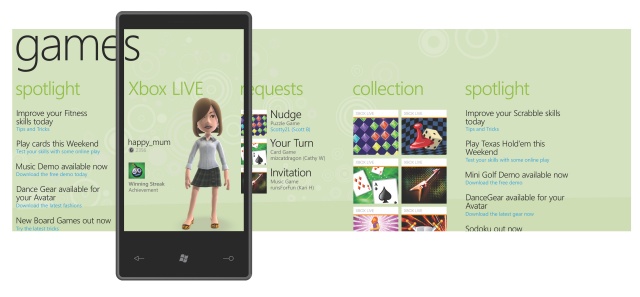 games
spotlight
Improve your Fitness
skills today
Tips and Tricks
Play cards this Weekend
Test your skills with some online play
Music Demo available now
Download the free demo today
Dance Gear available for
your Avatar
Download the latest fashions
New Board Games out now
Try the latest tricks
Xbox LIVE
happy_mum
Winning Streak
Achievement
requests
Nudge
Puzzle Game
Your Turn
Card Game
mdcaldragon (Cathy W)
Invitation
Music Game
collection
XBOX LIVE
XBOX LIVE
XBOX LIVE
XBOX LIVE
XBOX LIVE
XBOX LIVE
spotlight
Improve your Scrabble skills
today
Tips and Tricks
Play Texas Hold'em this
Weekend
Test your skills with some online play
Mini Golf Demo available now
Download the free demo
DanceGear available for your
Avatar
Download the latest gear now
Sodoku out now